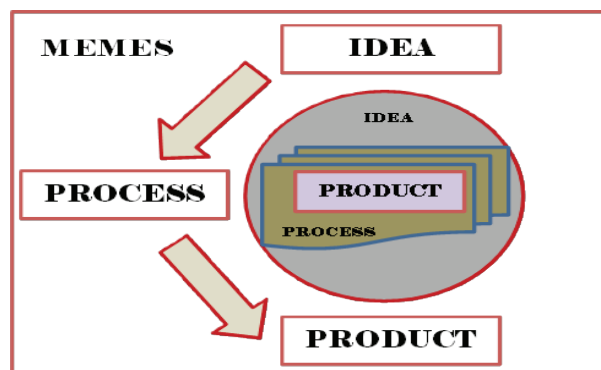 MEMES
IDEA
IDEA
PROCESS
PRODUCT
PROCESS
PRODUCT